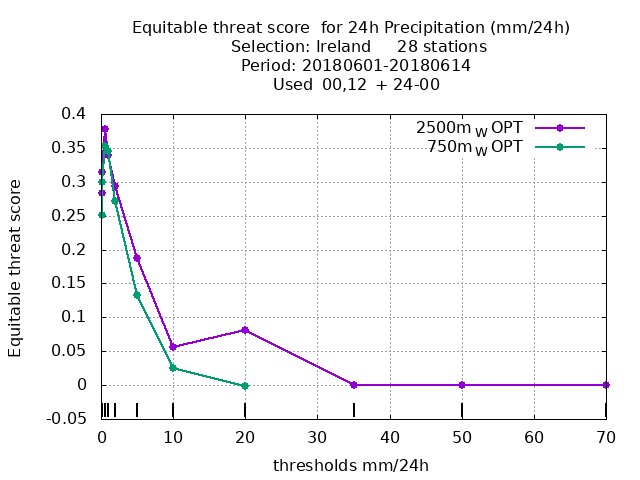 Equitable threat score  for 24h Precipitation (mm/24h)
Selection: Ireland     28 stations
Period: 20180601-20180614
Used  00,12  + 24-00
2500m W OPT
750m W OPT
0.4
0.35
0.3
0.25
0.2
0.15
0.1
0.05
0
-0.05
Equitable threat score
0 10 20 30 40 50 60 70
thresholds mm/24h